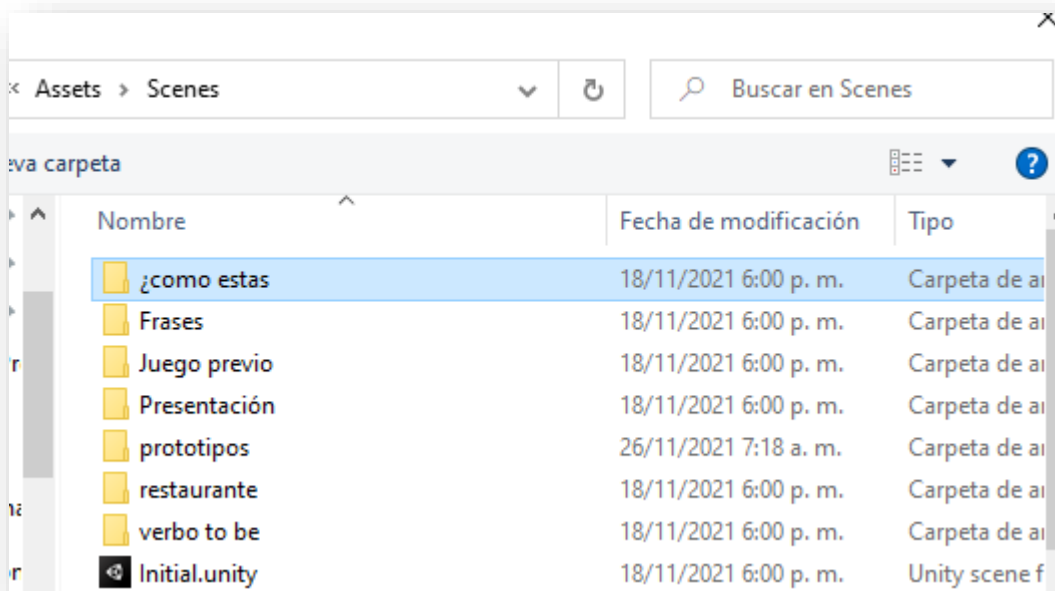 Assets > Scenes Buscar en Scenes
eva carpeta
Nombre Fecha de modificación Tipo
¿como estas 18/11/2021 6:00 p. m. Carpeta de
Frases 18/11/2021 6:00 p. m. Carpeta de
Juego previo 18/11/2021 6:00 p. m. Carpeta de
Presentación 18/11/2021 6:00 p. m. Carpeta de
prototipos 26/11/2021 7:18 a. m. Carpeta de
restaurante 18/11/2021 6:00 p. m. Carpeta de
verbo to be 18/11/2021 6:00 p. m. Carpeta de
Initial.unity 18/11/2021 6:00 p. m. Unity scene f